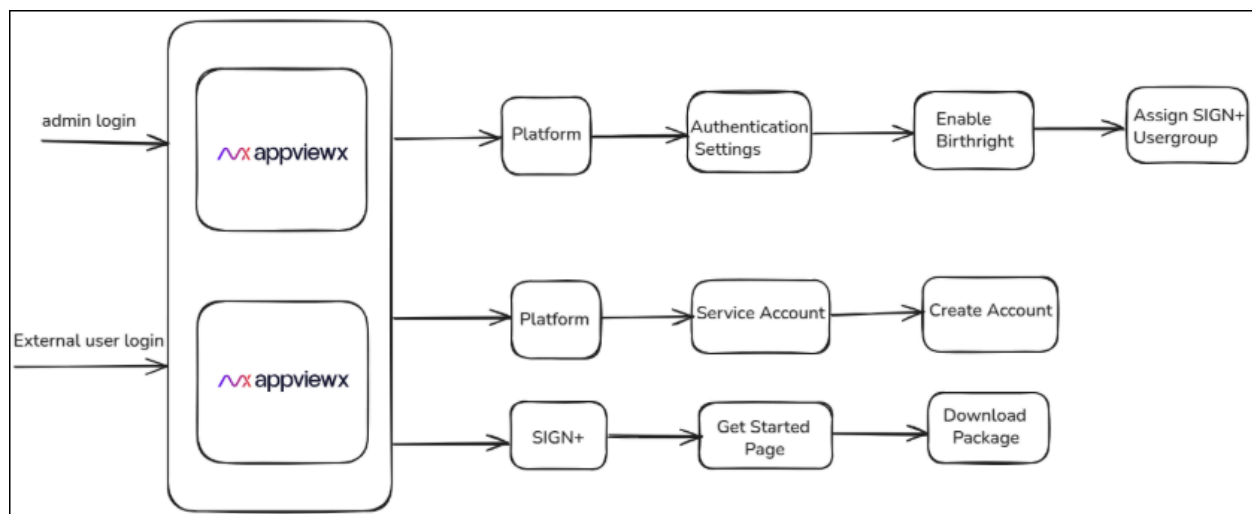 admin login
appviewx
Platform
Authentication
Settings
Enable
Birthright
Assign SIGN+
Usergroup
External user login
appviewx
Platform
Service Account
Create Account
SIGN+
Get Started
Page
Download
Package